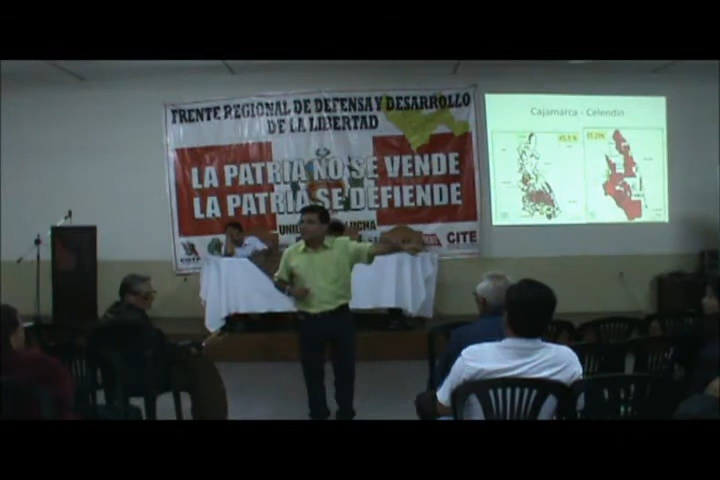 FRENTE REGIONAL DE DEFENSA Y DESARROLLO
DE LA LIBERTAD
LA PATRIA NO SE VENDE
LA PATRIA SE DEFIENDE
LUCHA
CITE
Cajamarca - Celendín